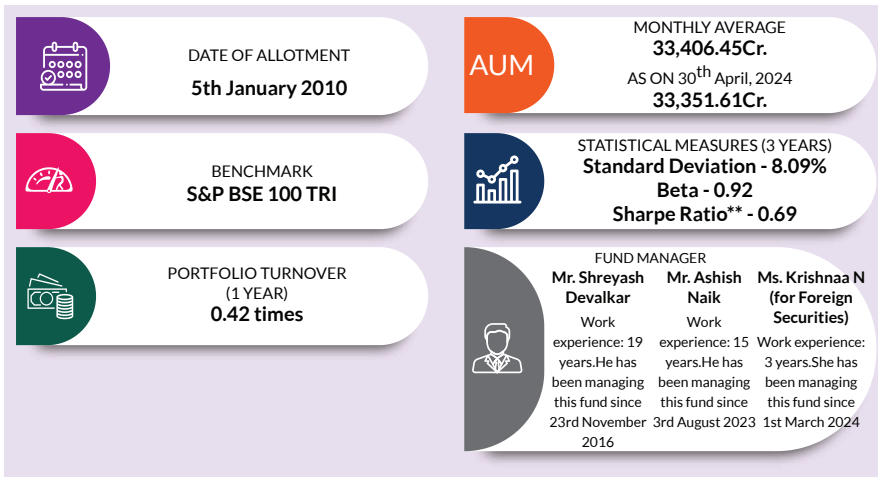 DATE OF ALLOTMENT
5th January 2010
BENCHMARK
S&P BSE 100 TRI
PORTFOLIO TURNOVER
(1 YEAR)
0.42 times
AUM
MONTHLY AVERAGE
33,406.45Cr.
AS ON 30th April, 2024
33,351.61Cr.
STATISTICAL MEASURES (3 YEARS)
Standard Deviation - 8.09%
Beta - 0.92
Sharpe Ratio** - 0.69
FUND MANAGER
Mr. Shreyash
Devalkar
Work
experience: 19
years.He has
been managing
this fund since
23rd November
2016
Mr. Ashish
Naik
Work
experience: 15
years.He has
been managing
this fund since
3rd August 2023
Ms. Krishnaa N
(for Foreign
Securities)
Work experience:
3 years.She has
been managing
this fund since
1st March 2024